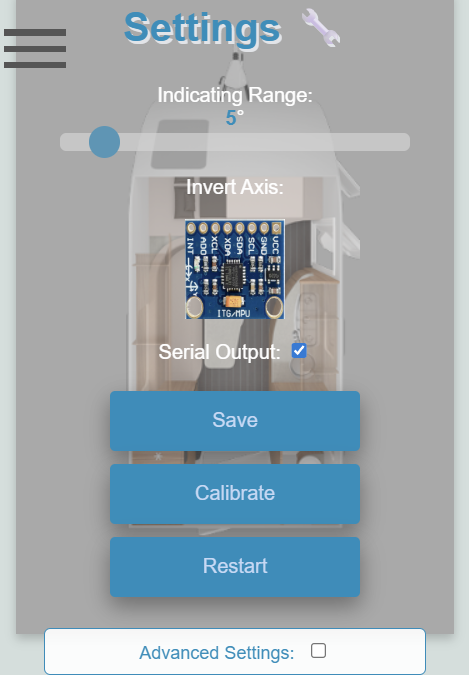 Settings
Indicating Range:
5°
Invert Axis:
INT ADO XCL XDA SDA SCL GND VCC
ITG/MPU
Serial Output:
Save
Calibrate
Restart
Advanced Settings: